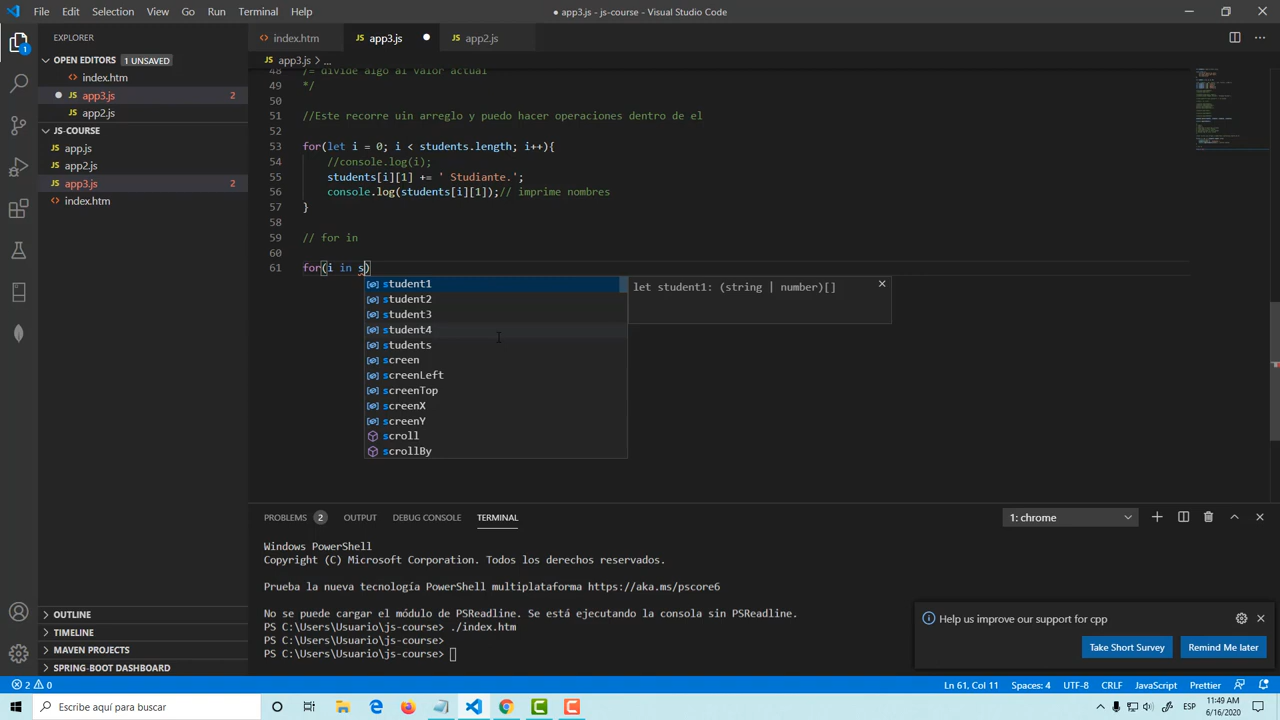 File Edit Selection View Go Run Terminal Help
● app3.js - js-course - Visual Studio Code
EXPLORER
OPEN EDITORS 1 UNSAVED
index.htm
app3.js 2
app2.js
JS-COURSE
app.js
app2.js
app3.js 2
index.htm
OUTLINE
TIMELINE
MAVEN PROJECTS
SPRING-BOOT DASHBOARD
index.htm app3.js app2.js
JS app3.js > ...
48 /= divide algo al valor actual
49 */
50
51 //Este recorre uin arreglo y puedo hacer operaciones dentro de el
52
53 for(let i = 0; i < students.length; i++){
54 //console.log(i);
55 students[i][1] += ' Studiante.';
56 console.log(students[i][1]);// imprime nombres
57 }
58
59 // for in
60
61 for(i in s)
student1
student2
student3
student4
students
screen
screenLeft
screenTop
screenX
screenY
scroll
scrollBy
let student1: (string | number)[]
PROBLEMS 2 OUTPUT DEBUG CONSOLE TERMINAL
1: chrome
Windows PowerShell
Copyright (C) Microsoft Corporation. Todos los derechos reservados.
Prueba la nueva tecnología PowerShell multiplataforma https://aka.ms/pscore6
No se puede cargar el módulo de PSReadline. Se está ejecutando la consola sin PSReadline.
PS C:\Users\Usuario\js-course> ./index.htm
PS C:\Users\Usuario\js-course>
PS C:\Users\Usuario\js-course>
Help us improve our support for cpp
Take Short Survey Remind Me later
2 0
Ln 61, Col 11 Spaces: 4 UTF-8 CRLF JavaScript Prettier
Escribe aquí para buscar
ESP
11:49 AM
6/16/2020